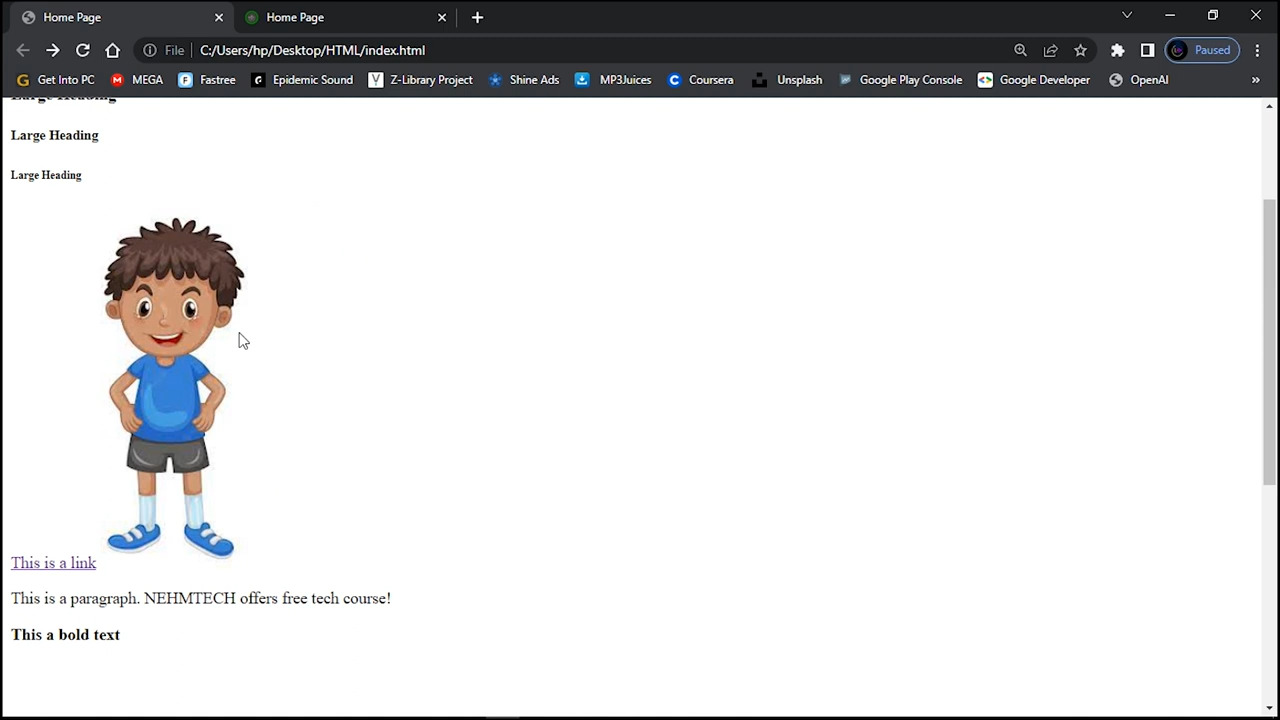 Home Page
Home Page
File C:/Users/hp/Desktop/HTML/index.html Paused
Get Into PC MEGA Fastree Epidemic Sound Z-Library Project Shine Ads MP3Juices Coursera Unsplash Google Play Console Google Developer OpenAI »
Large Heading
Large Heading
Large Heading
This is a link
This is a paragraph. NEHMTECH offers free tech course!
This a bold text